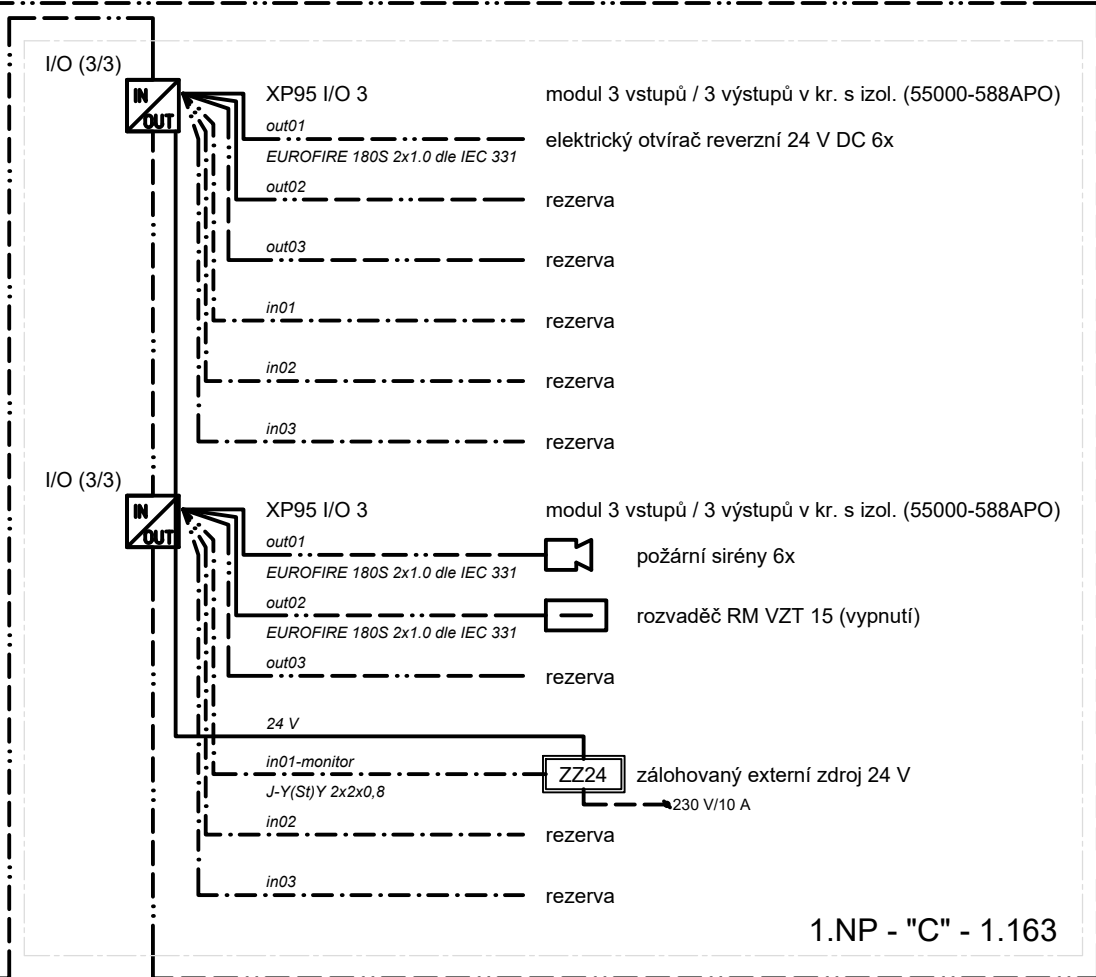 I/O (3/3)
IN
OUT
XP95 I/O 3 modul 3 vstupů / 3 výstupů v kr. s izol. (55000-588APO)
out01
elektrický otvírač reverzní 24 V DC 6x
EUROFIRE 180S 2x1.0 dle IEC 331
out02
rezerva
out03
rezerva
in01
rezerva
in02
rezerva
in03
rezerva
I/O (3/3)
IN
OUT
XP95 I/O 3 modul 3 vstupů / 3 výstupů v kr. s izol. (55000-588APO)
out01
požární sirény 6x
EUROFIRE 180S 2x1.0 dle IEC 331
out02
rozvaděč RM VZT 15 (vypnutí)
EUROFIRE 180S 2x1.0 dle IEC 331
out03
rezerva
24 V
in01-monitor
ZZ24 zálohovaný externí zdroj 24 V
J-Y(St)Y 2x2x0,8
230 V/10 A
in02
rezerva
in03
rezerva
1.NP - "C" - 1.163